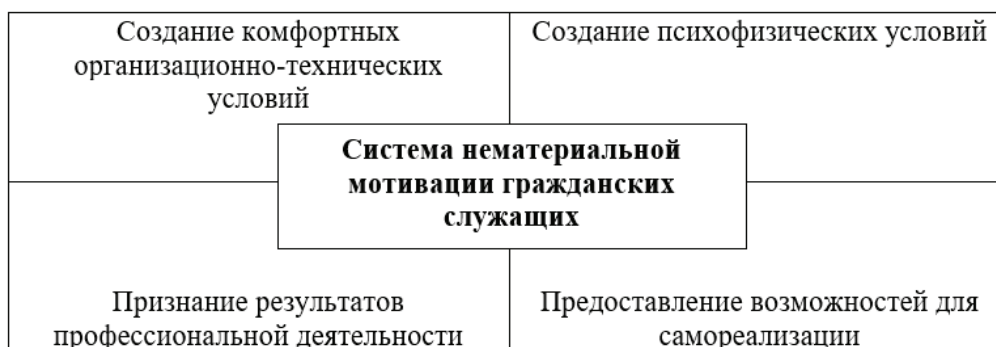 Создание комфортных
организационно-технических
условий
Создание психофизических условий
Система нематериальной
мотивации гражданских
служащих
Признание результатов
профессиональной деятельности
Предоставление возможностей для
самореализации